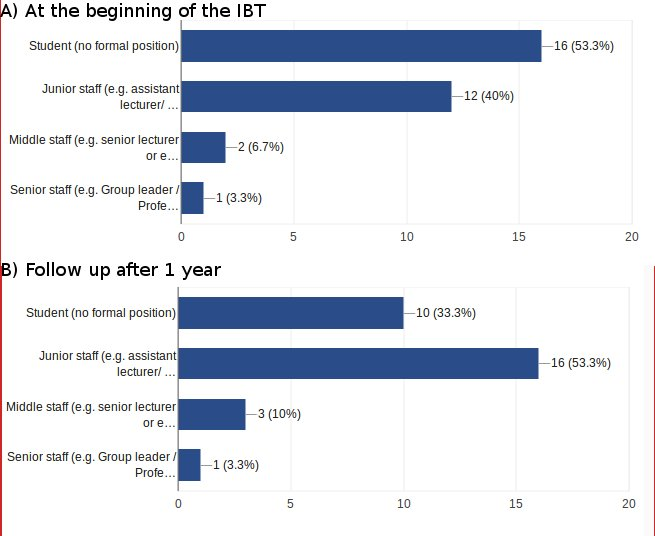 A) At the beginning of the IBT
Student (no formal position)
16 (53.3%)
Junior staff (e.g. assistant
lecturer/ …
12 (40%)
Middle staff (e.g. senior lecturer
or e…
2 (6.7%)
Senior staff (e.g. Group leader /
Profe…
1 (3.3%)
0 5 10 15 20
B) Follow up after 1 year
Student (no formal position)
10 (33.3%)
Junior staff (e.g. assistant
lecturer/ …
16 (53.3%)
Middle staff (e.g. senior lecturer
or e…
3 (10%)
Senior staff (e.g. Group leader /
Profe…
1 (3.3%)
0 5 10 15 20